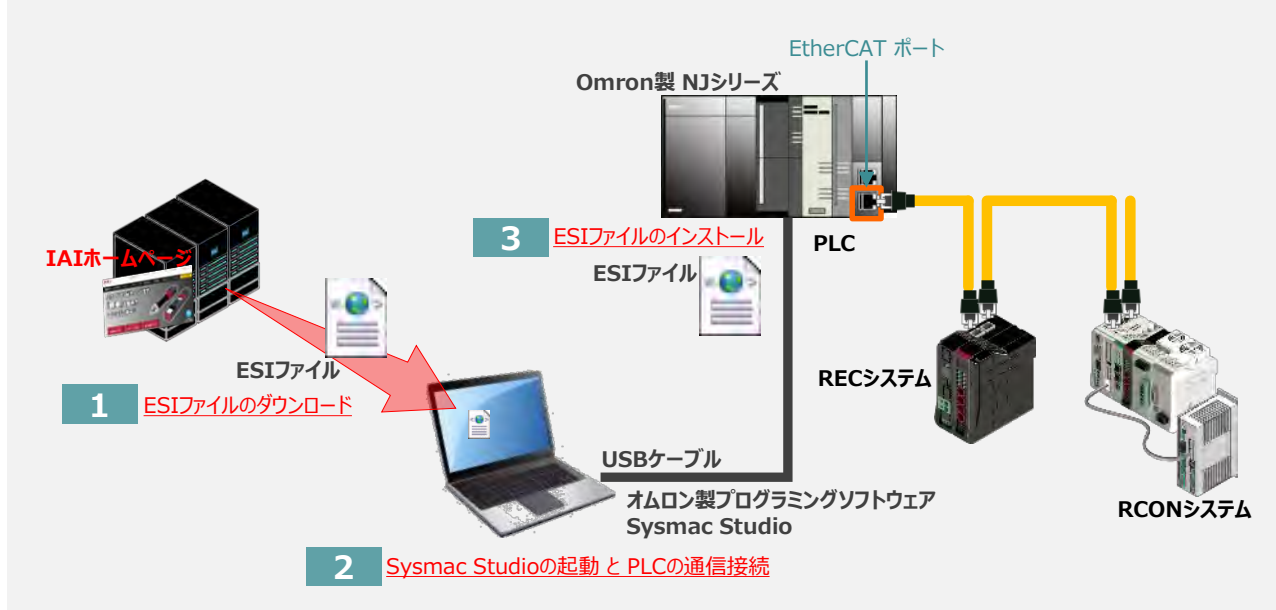 EtherCAT ポート
Omron製 NJシリーズ
3
ESIファイルのインストール
PLC
ESIファイル
IAIホームページ
ESIファイル
1
ESIファイルのダウンロード
RECシステム
RCONシステム
USBケーブル
オムロン製プログラミングソフトウェア
Sysmac Studio
2
Sysmac Studioの起動 と PLCの通信接続